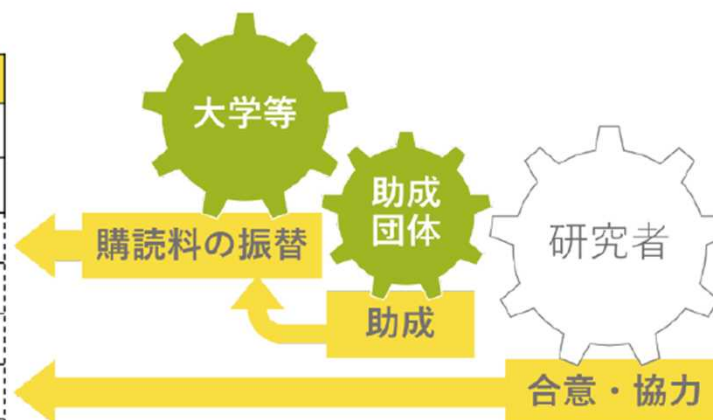 大学等
助成
団体
研究者
購読料の振替
助成
合意・協力